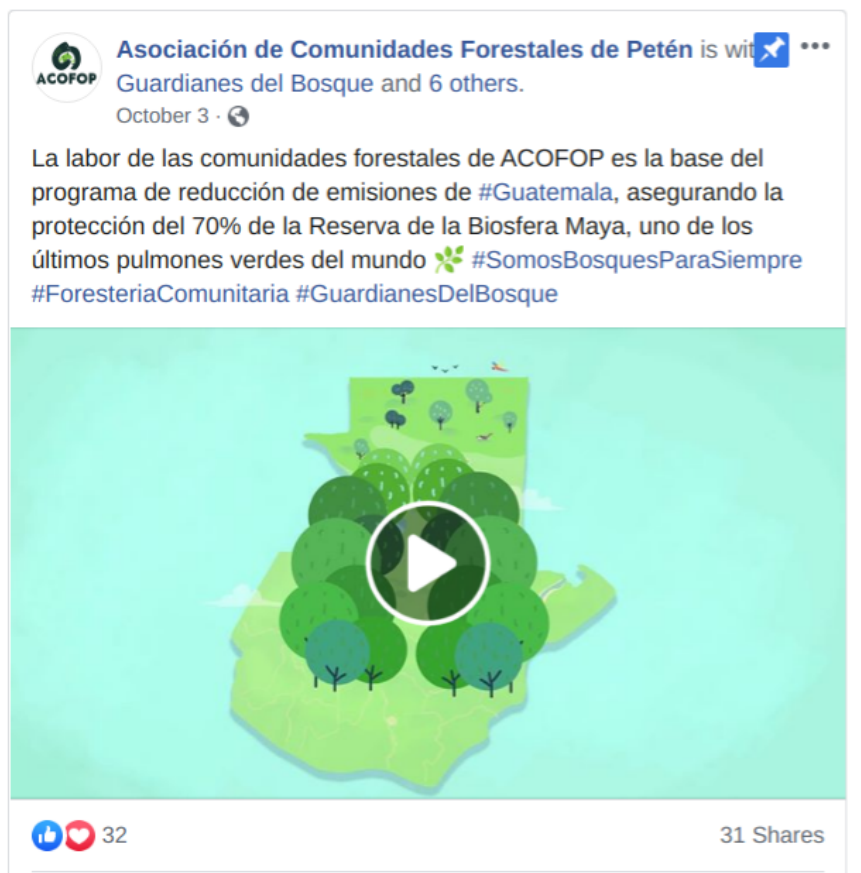 ACOFOP
Asociación de Comunidades Forestales de Petén is wit
Guardianes del Bosque and 6 others.
October 3 ·
La labor de las comunidades forestales de ACOFOP es la base del
programa de reducción de emisiones de #Guatemala, asegurando la
protección del 70% de la Reserva de la Biosfera Maya, uno de los
últimos pulmones verdes del mundo 🌿 #SomosBosquesParaSiempre
#ForesteriaComunitaria #GuardianesDelBosque
32
31 Shares